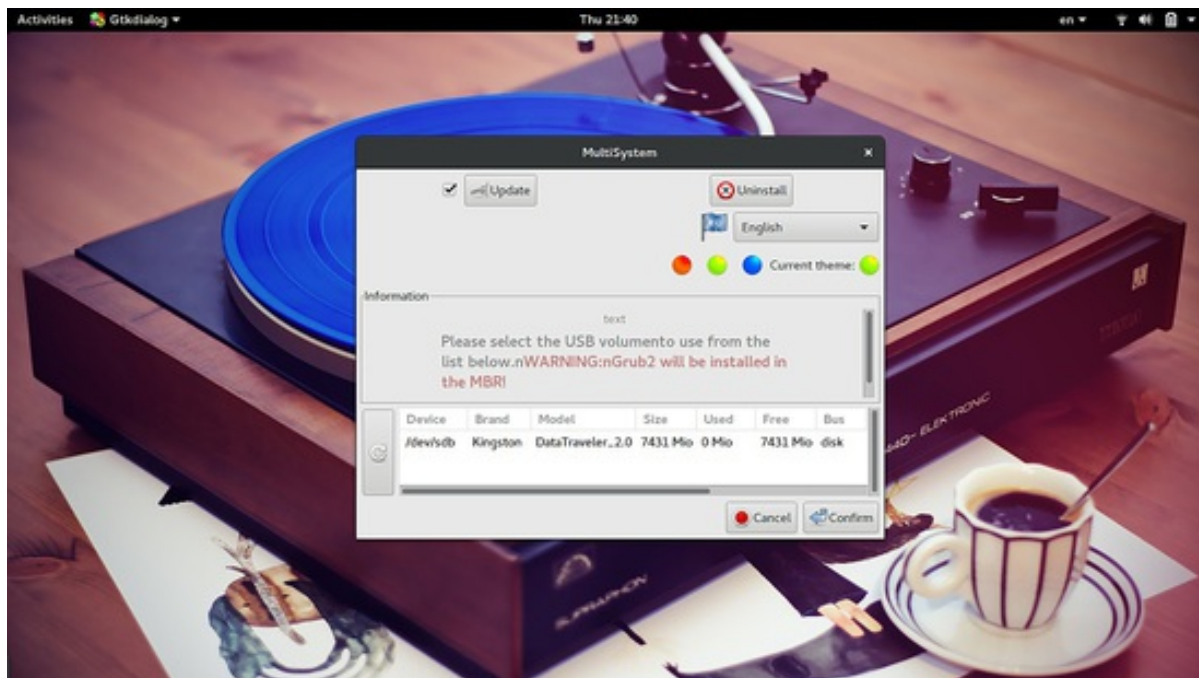 Activities Gtkdialog Thu 21:40 en
MultiSystem
Update Uninstall
English
Current theme:
Information
text
Please select the USB volumento use from the
list below.nWARNING:nGrub2 will be installed in
the MBR!
Device Brand Model Size Used Free Bus
/dev/sdb Kingston DataTraveler_2.0 7431 Mio 0 Mio 7431 Mio disk
Cancel Confirm
SUPRAPHON